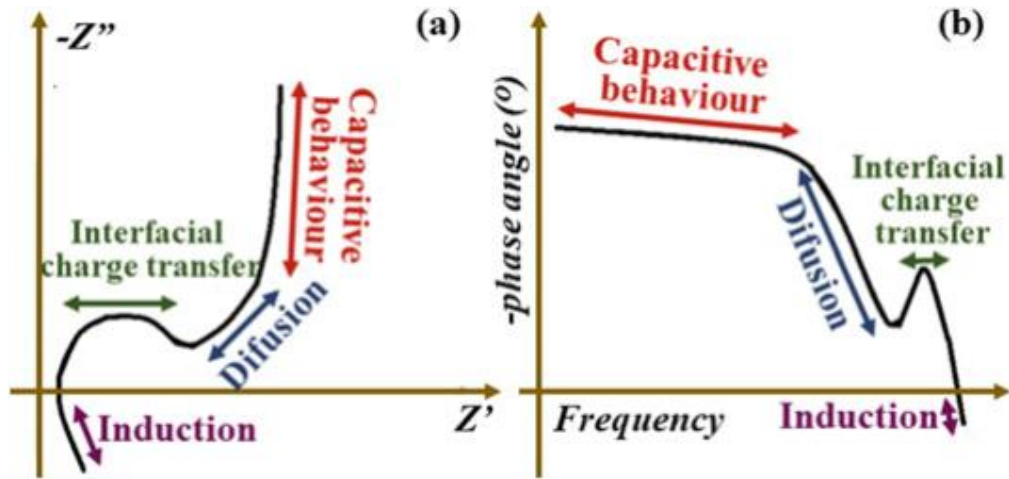 -Z”
(a)
Capacitive
behaviour
Interfacial
charge transfer
Difusion
Induction
Z’
(b)
-phase angle (º)
Capacitive
behaviour
Interfacial
charge
transfer
Difusion
Induction
Frequency